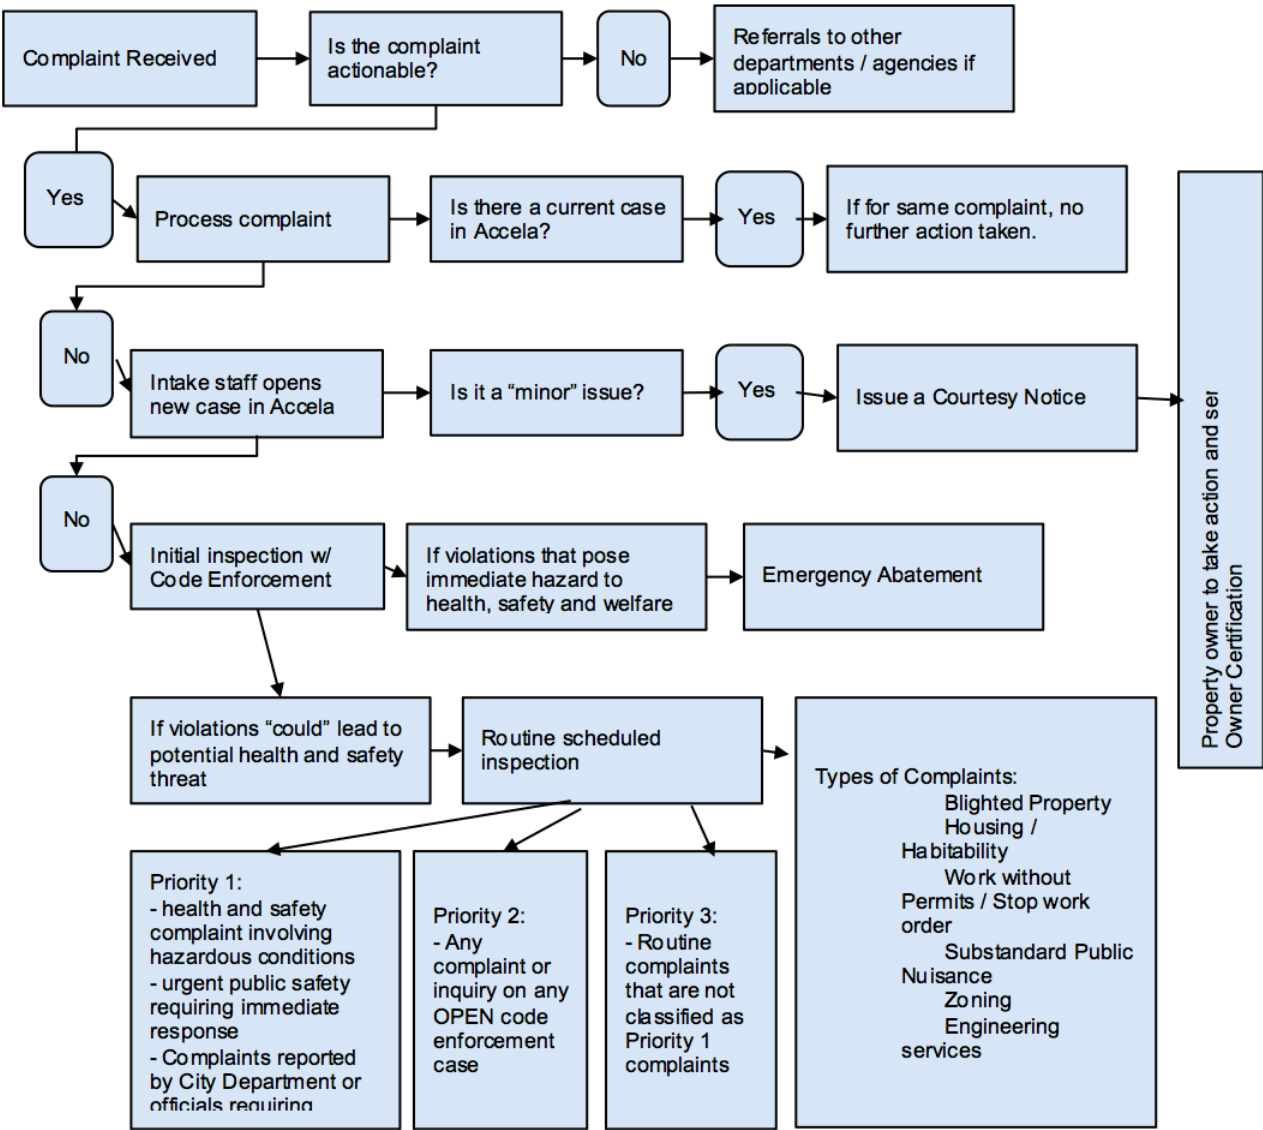 Complaint Received
Is the complaint
actionable?
No
Referrals to other
departments / agencies if
applicable
Yes
Process complaint
Is there a current case
in Accela?
Yes
If for same complaint, no
further action taken.
No
Intake staff opens
new case in Accela
Is it a “minor” issue?
Yes
Issue a Courtesy Notice
Property owner to take action and
Owner Certification
No
Initial inspection w/
Code Enforcement
If violations that pose
immediate hazard to
health, safety and welfare
Emergency Abatement
If violations “could” lead to
potential health and safety
threat
Routine scheduled
inspection
Types of Complaints:
Blighted Property
Housing /
Habitability
Work without
Permits / Stop work
order
Substandard Public
Nuisance
Zoning
Engineering
services
Priority 1:
- health and safety
complaint involving
hazardous conditions
- urgent public safety
requiring immediate
response
- Complaints reported
by City Department or
officials requiring
Priority 2:
- Any
complaint or
inquiry on any
OPEN code
enforcement
case
Priority 3:
- Routine
complaints
that are not
classified as
Priority 1
complaints